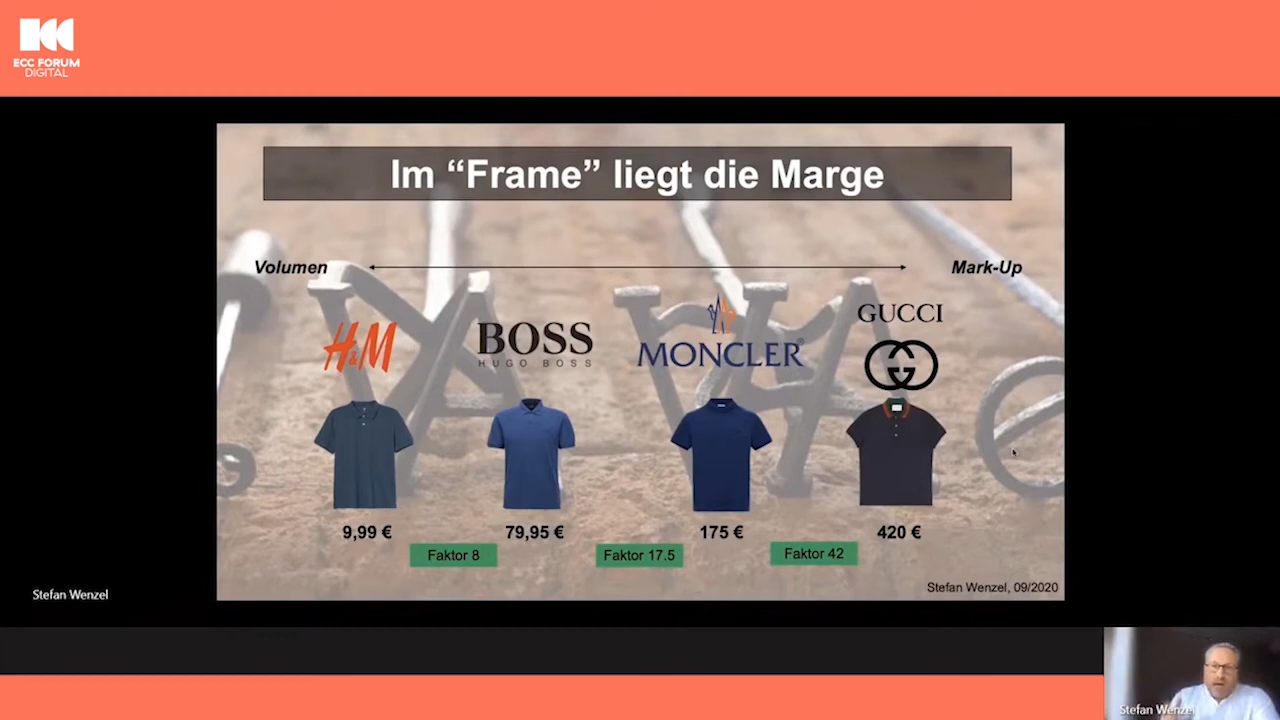 ECC FORUM
DIGITAL
Im “Frame” liegt die Marge
Volumen
Mark-Up
H&M
BOSS
HUGO BOSS
MONCLER
GUCCI
9,99 €
79,95 €
175 €
420 €
Faktor 8
Faktor 17.5
Faktor 42
Stefan Wenzel, 09/2020
Stefan Wenzel
Stefan Wenzel